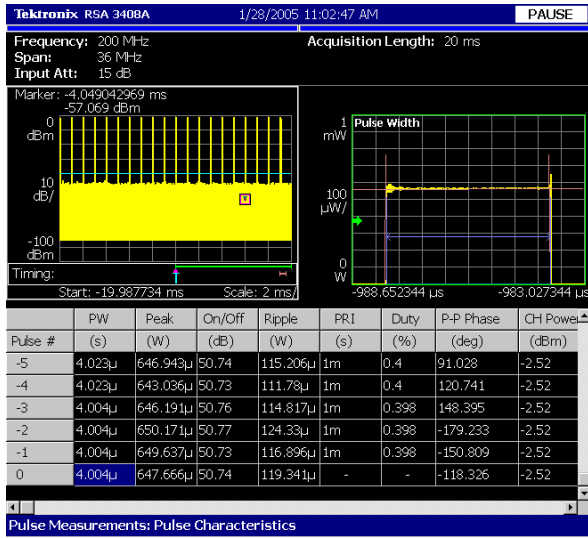 Tektronix RSA 3408A 1/28/2005 11:02:47 AM PAUSE
Frequency: 200 MHz Acquisition Length: 20 ms
Span: 36 MHz
Input Att: 15 dB
Marker: -4.049042969 ms
-57.069 dBm
0
dBm
10
dB/
-100
dBm
Timing:
Start: -19.987734 ms Scale: 2 ms/
1
mW
Pulse Width
100
µW/
0
W
-988.652344 µs -983.027344 µs
PW Peak On/Off Ripple PRI Duty P-P Phase CH Power
Pulse # (s) (W) (dB) (W) (s) (%) (deg) (dBm)
-5 4.023µ 646.943µ 50.74 115.206µ 1m 0.4 91.028 -2.52
-4 4.023µ 643.036µ 50.73 111.78µ 1m 0.4 120.741 -2.52
-3 4.004µ 646.191µ 50.76 114.817µ 1m 0.398 148.395 -2.52
-2 4.004µ 650.171µ 50.77 124.33µ 1m 0.398 -179.233 -2.52
-1 4.004µ 649.637µ 50.73 116.896µ 1m 0.398 -150.809 -2.52
0 4.004µ 647.666µ 50.74 119.341µ - - -118.326 -2.52
Pulse Measurements: Pulse Characteristics